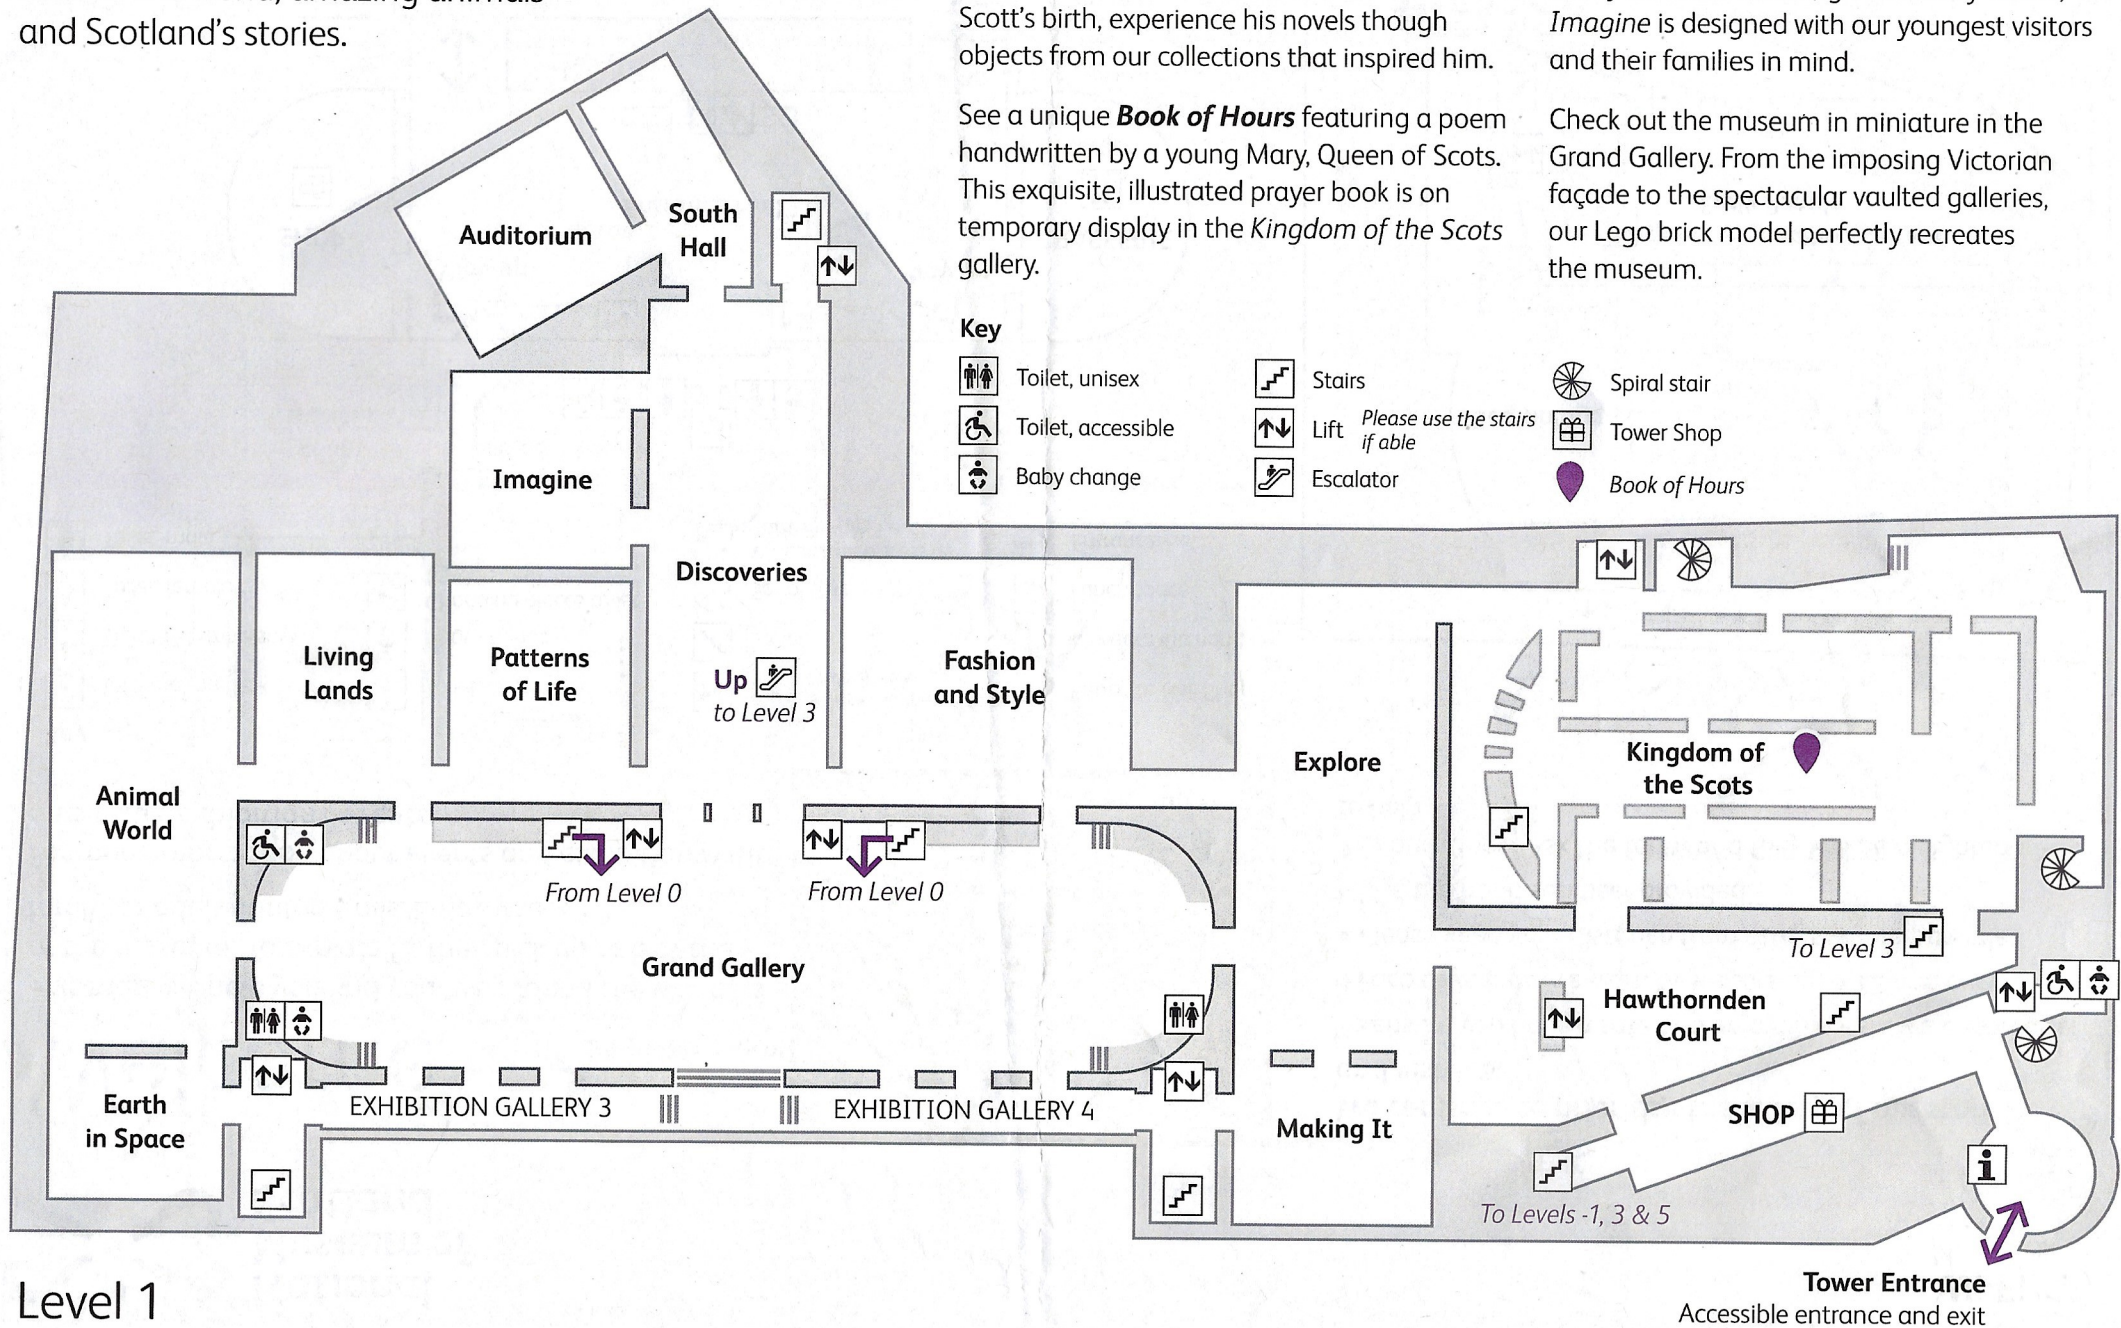 and Scotland's stories.
Scott's birth, experience his novels though
objects from our collections that inspired him.
See a unique Book of Hours featuring a poem
handwritten by a young Mary, Queen of Scots.
This exquisite, illustrated prayer book is on
temporary display in the Kingdom of the Scots
gallery.
Imagine is designed with our youngest visitors
and their families in mind.
Check out the museum in miniature in the
Grand Gallery. From the imposing Victorian
façade to the spectacular vaulted galleries,
our Lego brick model perfectly recreates
the museum.
Key
Toilet, unisex
Toilet, accessible
Baby change
Stairs
Lift Please use the stairs
if able
Escalator
Spiral stair
Tower Shop
Book of Hours
Auditorium
South
Hall
Imagine
Discoveries
Living
Lands
Patterns
of Life
Up
to Level 3
Fashion
and Style
Explore
Kingdom of
the Scots
Animal
World
From Level 0
From Level 0
Grand Gallery
To Level 3
Hawthornden
Court
Earth
in Space
EXHIBITION GALLERY 3
EXHIBITION GALLERY 4
Making It
SHOP
i
To Levels -1, 3 & 5
Tower Entrance
Accessible entrance and exit
Level 1